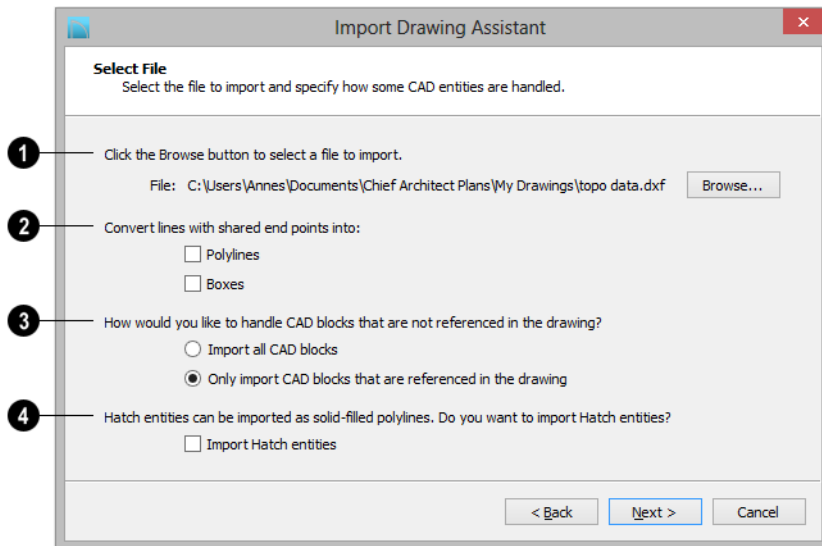 Import Drawing Assistant
Select File
Select the file to import and specify how some CAD entities are handled.
1 Click the Browse button to select a file to import.
File: C:\Users\Annes\Documents\Chief Architect Plans\My Drawings\topo data.dxf Browse...
2 Convert lines with shared end points into:
Polylines
Boxes
3 How would you like to handle CAD blocks that are not referenced in the drawing?
Import all CAD blocks
Only import CAD blocks that are referenced in the drawing
4 Hatch entities can be imported as solid-filled polylines. Do you want to import Hatch entities?
Import Hatch entities
< Back Next > Cancel